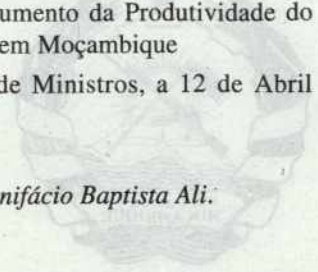 umento da Produtividade do
em Moçambique
de Ministros, a 12 de Abril
nifácio Baptista Ali.